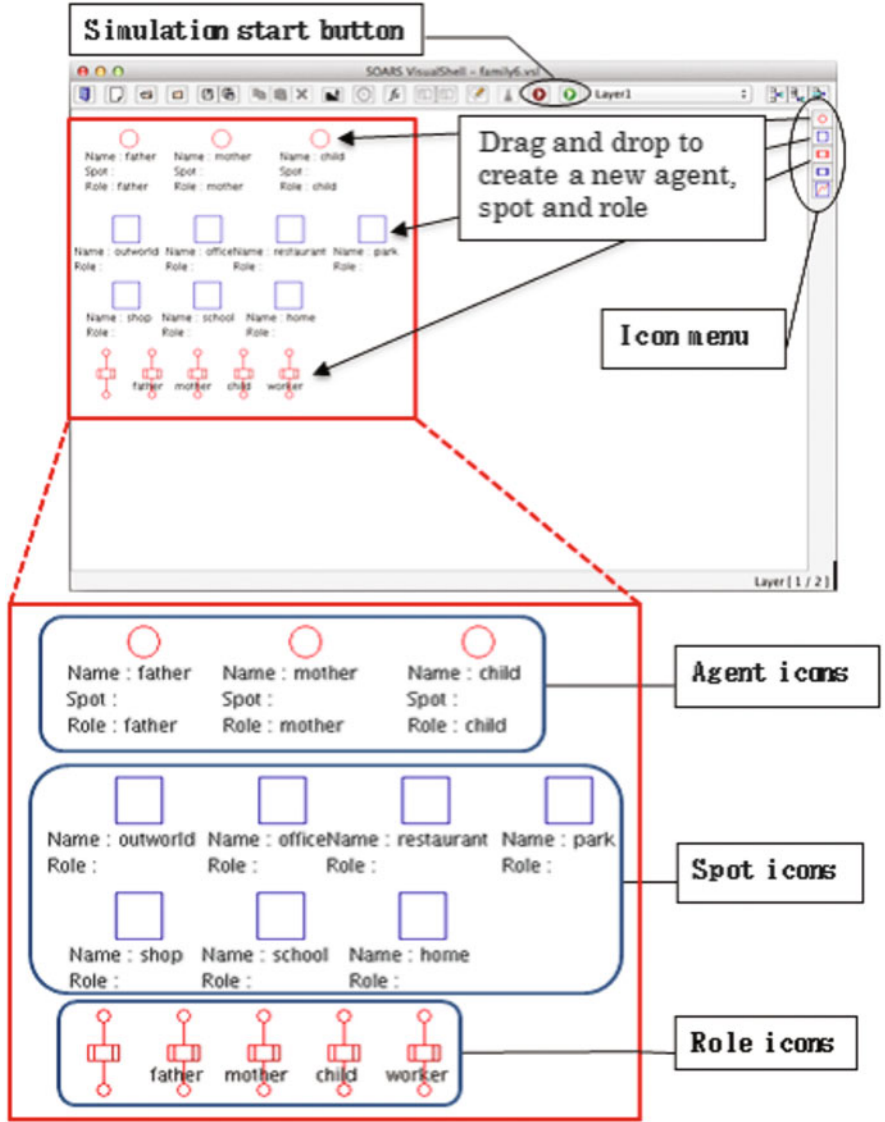 Simulation start button
SOARS VisualShell - family6.vsl
Layer1
Name : father Name : mother Name : child
Spot : Spot : Spot :
Role : father Role : mother Role : child
Drag and drop to
create a new agent,
spot and role
Name : outworld Name : officeName : restaurant Name : park
Role : Role : Role : Role :
Name : shop Name : school Name : home
Role : Role : Role :
Icon menu
father mother child worker
Layer [ 1 / 2 ]
Name : father Name : mother Name : child
Spot : Spot : Spot :
Role : father Role : mother Role : child
Agent icons
Name : outworld Name : officeName : restaurant Name : park
Role : Role : Role : Role :
Spot icons
Name : shop Name : school Name : home
Role : Role : Role :
Role icons
father mother child worker